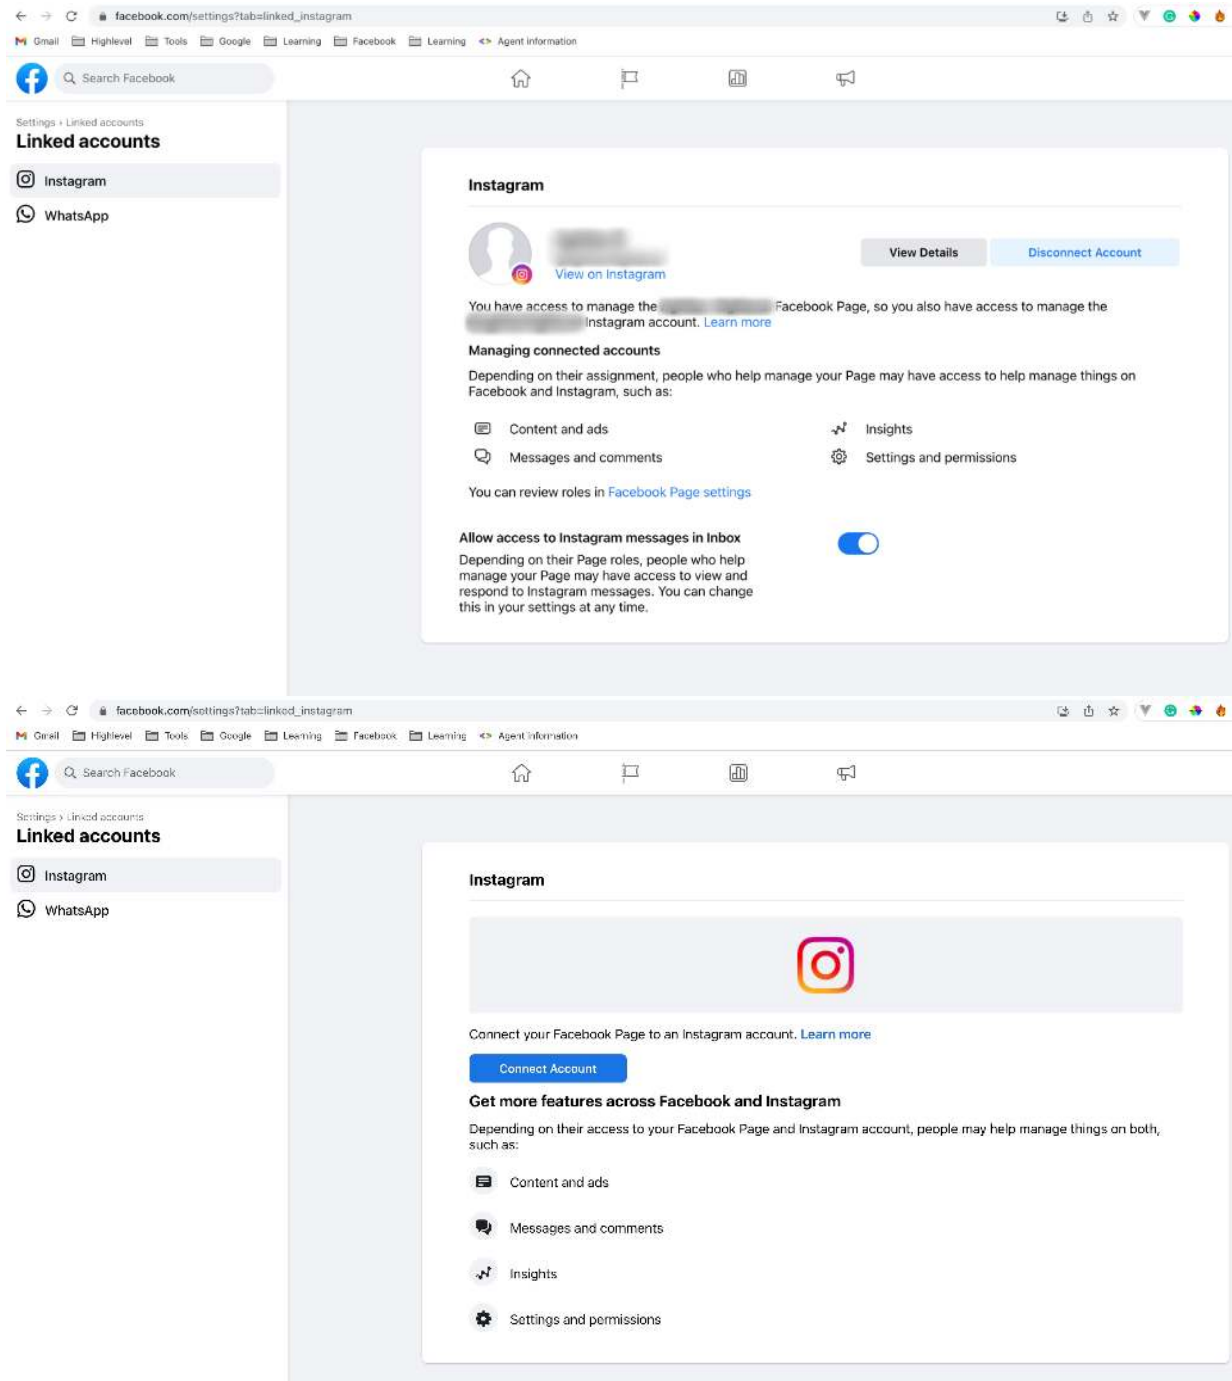 facebook.com/settings?tab=linked_instagram
Gmail Highlevel Tools Google Learning Facebook Learning <> Agent information
Search Facebook
Settings › Linked accounts
Linked accounts
Instagram
WhatsApp
Instagram
View on Instagram
View Details
Disconnect Account
You have access to manage the Facebook Page, so you also have access to manage the
Instagram account. Learn more
Managing connected accounts
Depending on their assignment, people who help manage your Page may have access to help manage things on
Facebook and Instagram, such as:
Content and ads
Insights
Messages and comments
Settings and permissions
You can review roles in Facebook Page settings
Allow access to Instagram messages in Inbox
Depending on their Page roles, people who help
manage your Page may have access to view and
respond to Instagram messages. You can change
this in your settings at any time.
facebook.com/settings?tab=linked_instagram
Gmail Highlevel Tools Google Learning Facebook Learning <> Agent information
Search Facebook
Settings › Linked accounts
Linked accounts
Instagram
WhatsApp
Instagram
Connect your Facebook Page to an Instagram account. Learn more
Connect Account
Get more features across Facebook and Instagram
Depending on their access to your Facebook Page and Instagram account, people may help manage things on both,
such as:
Content and ads
Messages and comments
Insights
Settings and permissions